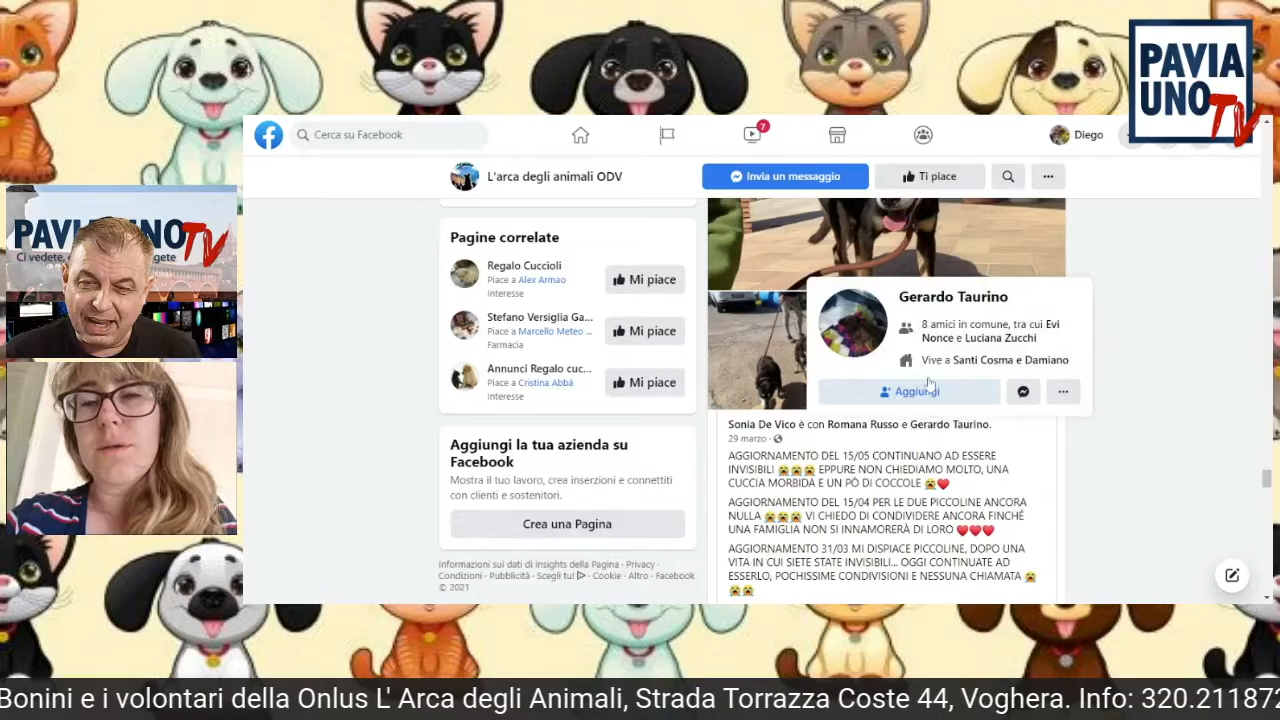 PAVIA
UNO
TV
Cerca su Facebook
7
Diego
L'arca degli animali ODV
Invia un messaggio
Ti piace
Pagine correlate
Regalo Cuccioli
Piace a Alex Armao
interesse
Mi piace
Stefano Versiglia Ga...
Piace a Marcello Meteo ...
Farmacia
Mi piace
Annunci Regalo cuc...
Piace a Cristina Abbà
interesse
Mi piace
Aggiungi la tua azienda su
Facebook
Mostra il tuo lavoro, crea inserzioni e connettiti
con clienti e sostenitori.
Crea una Pagina
Informazioni sui dati di Insights della Pagina · Privacy ·
Condizioni · Pubblicità · Scegli tu! · Cookie · Altro · Facebook
© 2021
Gerardo Taurino
8 amici in comune, tra cui Evi
Nonce e Luciana Zucchi
Vive a Santi Cosma e Damiano
Aggiungi
Sonia De Vico è con Romana Russo e Gerardo Taurino.
29 marzo ·
AGGIORNAMENTO DEL 15/05 CONTINUANO AD ESSERE
INVISIBILI 😭😭😭 EPPURE NON CHIEDIAMO MOLTO, UNA
CUCCIA MORBIDA E UN PÒ DI COCCOLE 😭❤️
AGGIORNAMENTO DEL 15/04 PER LE DUE PICCOLINE ANCORA
NULLA 😭😭😭 VI CHIEDO DI CONDIVIDERE ANCORA FINCHÉ
UNA FAMIGLIA NON SI INNAMORERÀ DI LORO ❤️❤️❤️
AGGIORNAMENTO 31/03 MI DISPIACE PICCOLINE, DOPO UNA
VITA IN CUI SIETE STATE INVISIBILI... OGGI CONTINUATE AD
ESSERLO, POCHISSIME CONDIVISIONI E NESSUNA CHIAMATA 😭
😭😭
TV
Ci vedete,
Bonini e i volontari della Onlus L' Arca degli Animali, Strada Torrazza Coste 44, Voghera. Info: 320.211872